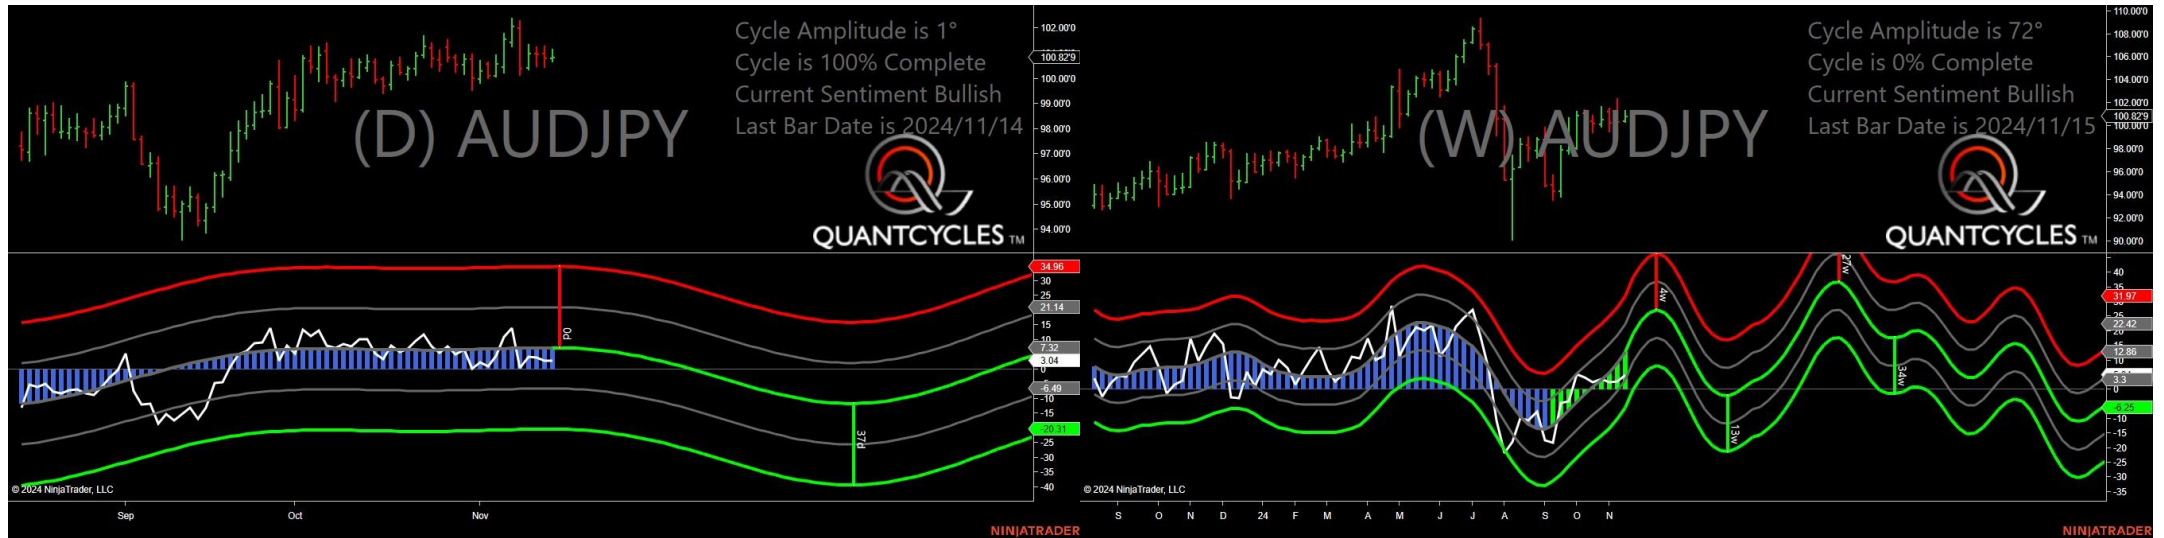 Cycle Amplitude is 1°
Cycle is 100% Complete
Current Sentiment Bullish
Last Bar Date is 2024/11/14
(D) AUDJPY
QUANTCYCLES TM
102.00'0
100.82'9
100.00'0
99.00'0
98.00'0
97.00'0
96.00'0
95.00'0
94.00'0
34.96
30
25
21.14
15
10
7.32
3.04
0
-6.49
-10
-15
-20.31
-25
-30
-35
-40
0d
37d
© 2024 NinjaTrader, LLC
Sep
Oct
Nov
NINJATRADER
Cycle Amplitude is 72°
Cycle is 0% Complete
Current Sentiment Bullish
Last Bar Date is 2024/11/15
(W) AUDJPY
QUANTCYCLES TM
110.00'0
108.00'0
106.00'0
104.00'0
102.00'0
100.82'9
100.00'0
98.00'0
96.00'0
94.00'0
92.00'0
90.00'0
40
35
31.97
25
22.42
15
12.86
3.3
0
-6.25
-10
-15
-20
-25
-30
-35
4w
13w
27w
34w
© 2024 NinjaTrader, LLC
S
O
N
D
24
F
M
A
M
J
J
A
S
O
N
NINJATRADER